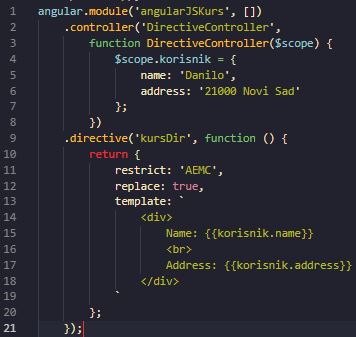 1 angular.module('angularJSKurs', [])
2     .controller('DirectiveController',
3         function DirectiveController($scope) {
4             $scope.korisnik = {
5                 name: 'Danilo',
6                 address: '21000 Novi Sad'
7             };
8         })
9     .directive('kursDir', function () {
10         return {
11             restrict: 'AEMC',
12             replace: true,
13             template: `
14                 <div>
15                     Name: {{korisnik.name}}
16                     <br>
17                     Address: {{korisnik.address}}
18                 </div>
19             `
20         };
21     });